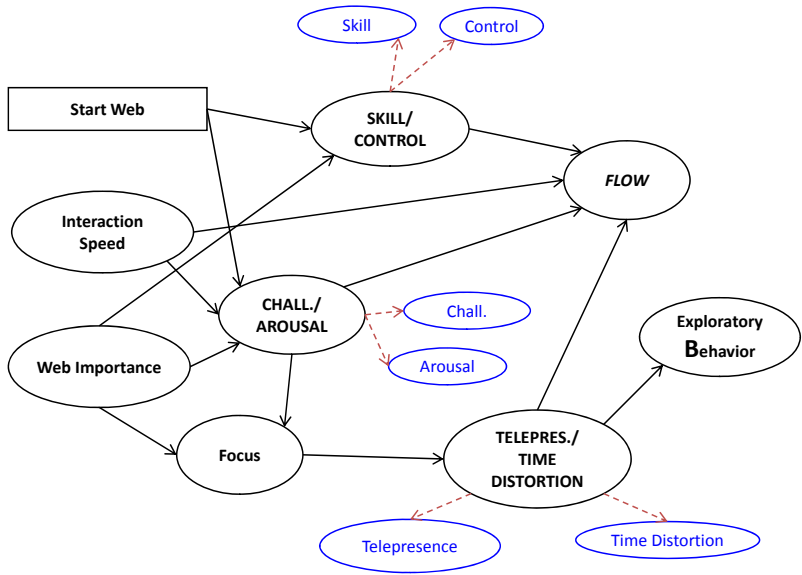 Skill
Control
Start Web
SKILL/
CONTROL
FLOW
Interaction
Speed
CHALL./
AROUSAL
Chall.
Exploratory
Behavior
Web Importance
Arousal
Focus
TELEPRES./
TIME
DISTORTION
Telepresence
Time Distortion